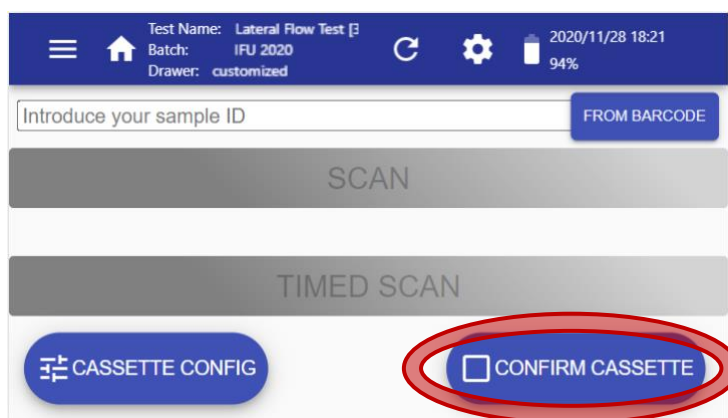 Test Name: Lateral Flow Test [3
Batch: IFU 2020
Drawer: customized
2020/11/28 18:21
94%
Introduce your sample ID
FROM BARCODE
SCAN
TIMED SCAN
CASSETTE CONFIG
CONFIRM CASSETTE